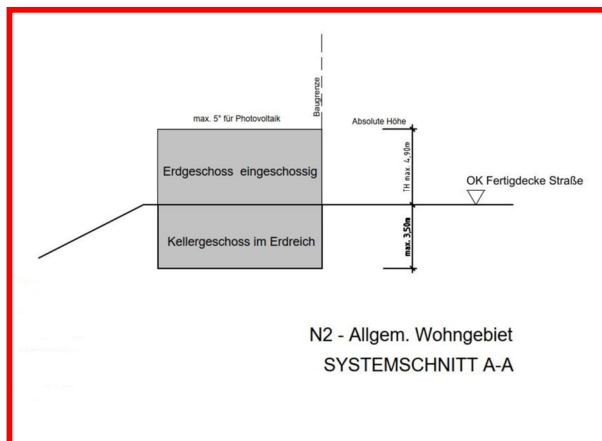 Baugrenze
max. 5° für Photovoltaik
Absolute Höhe
Erdgeschoss eingeschossig
TH max. 4,90m
OK Fertigdecke Straße
Kellergeschoss im Erdreich
max. 3,50m
N2 - Allgem. Wohngebiet
SYSTEMSCHNITT A-A